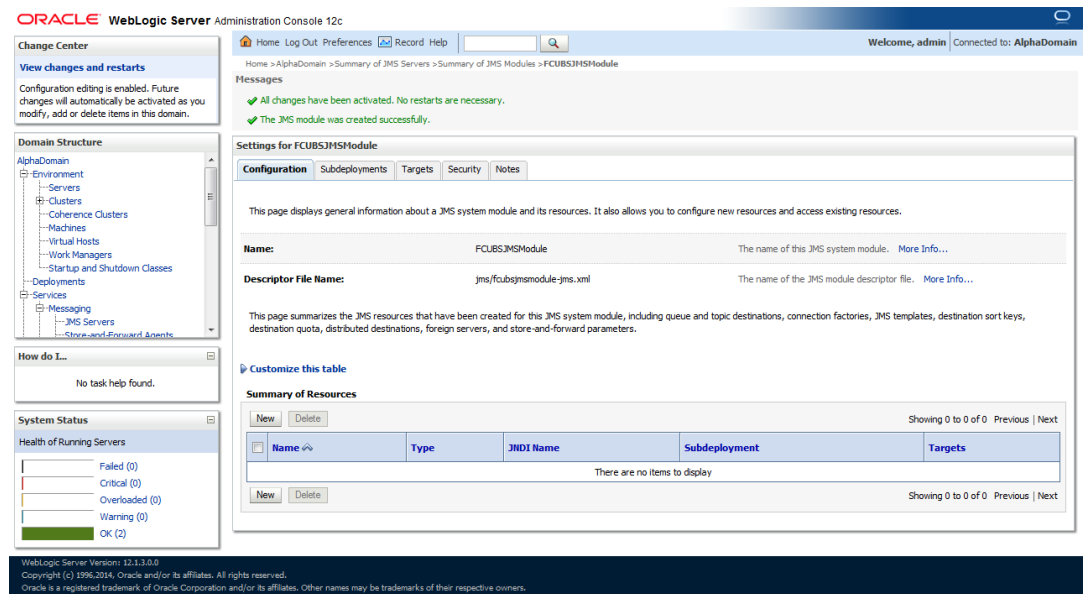 ORACLE WebLogic Server Administration Console 12c
Change Center
View changes and restarts
Configuration editing is enabled. Future
changes will automatically be activated as you
modify, add or delete items in this domain.
Domain Structure
AlphaDomain
Environment
Servers
Clusters
Coherence Clusters
Machines
Virtual Hosts
Work Managers
Startup and Shutdown Classes
Deployments
Services
Messaging
JMS Servers
Store-and-Forward Agents
How do I...
No task help found.
System Status
Health of Running Servers
Failed (0)
Critical (0)
Overloaded (0)
Warning (0)
OK (2)
Home Log Out Preferences Record Help
Welcome, admin Connected to: AlphaDomain
Home >AlphaDomain >Summary of JMS Servers >Summary of JMS Modules >FCUBSJMSModule
Messages
All changes have been activated. No restarts are necessary.
The JMS module was created successfully.
Settings for FCUBSJMSModule
Configuration Subdeployments Targets Security Notes
This page displays general information about a JMS system module and its resources. It also allows you to configure new resources and access existing resources.
Name: FCUBSJMSModule The name of this JMS system module. More Info...
Descriptor File Name: jms/fcubsjmsmodule-jms.xml The name of the JMS module descriptor file. More Info...
This page summarizes the JMS resources that have been created for this JMS system module, including queue and topic destinations, connection factories, JMS templates, destination sort keys,
destination quota, distributed destinations, foreign servers, and store-and-forward parameters.
Customize this table
Summary of Resources
New Delete Showing 0 to 0 of 0 Previous | Next
Name Type JNDI Name Subdeployment Targets
There are no items to display
New Delete Showing 0 to 0 of 0 Previous | Next
WebLogic Server Version: 12.1.3.0.0
Copyright (c) 1996,2014, Oracle and/or its affiliates. All rights reserved.
Oracle is a registered trademark of Oracle Corporation and/or its affiliates. Other names may be trademarks of their respective owners.